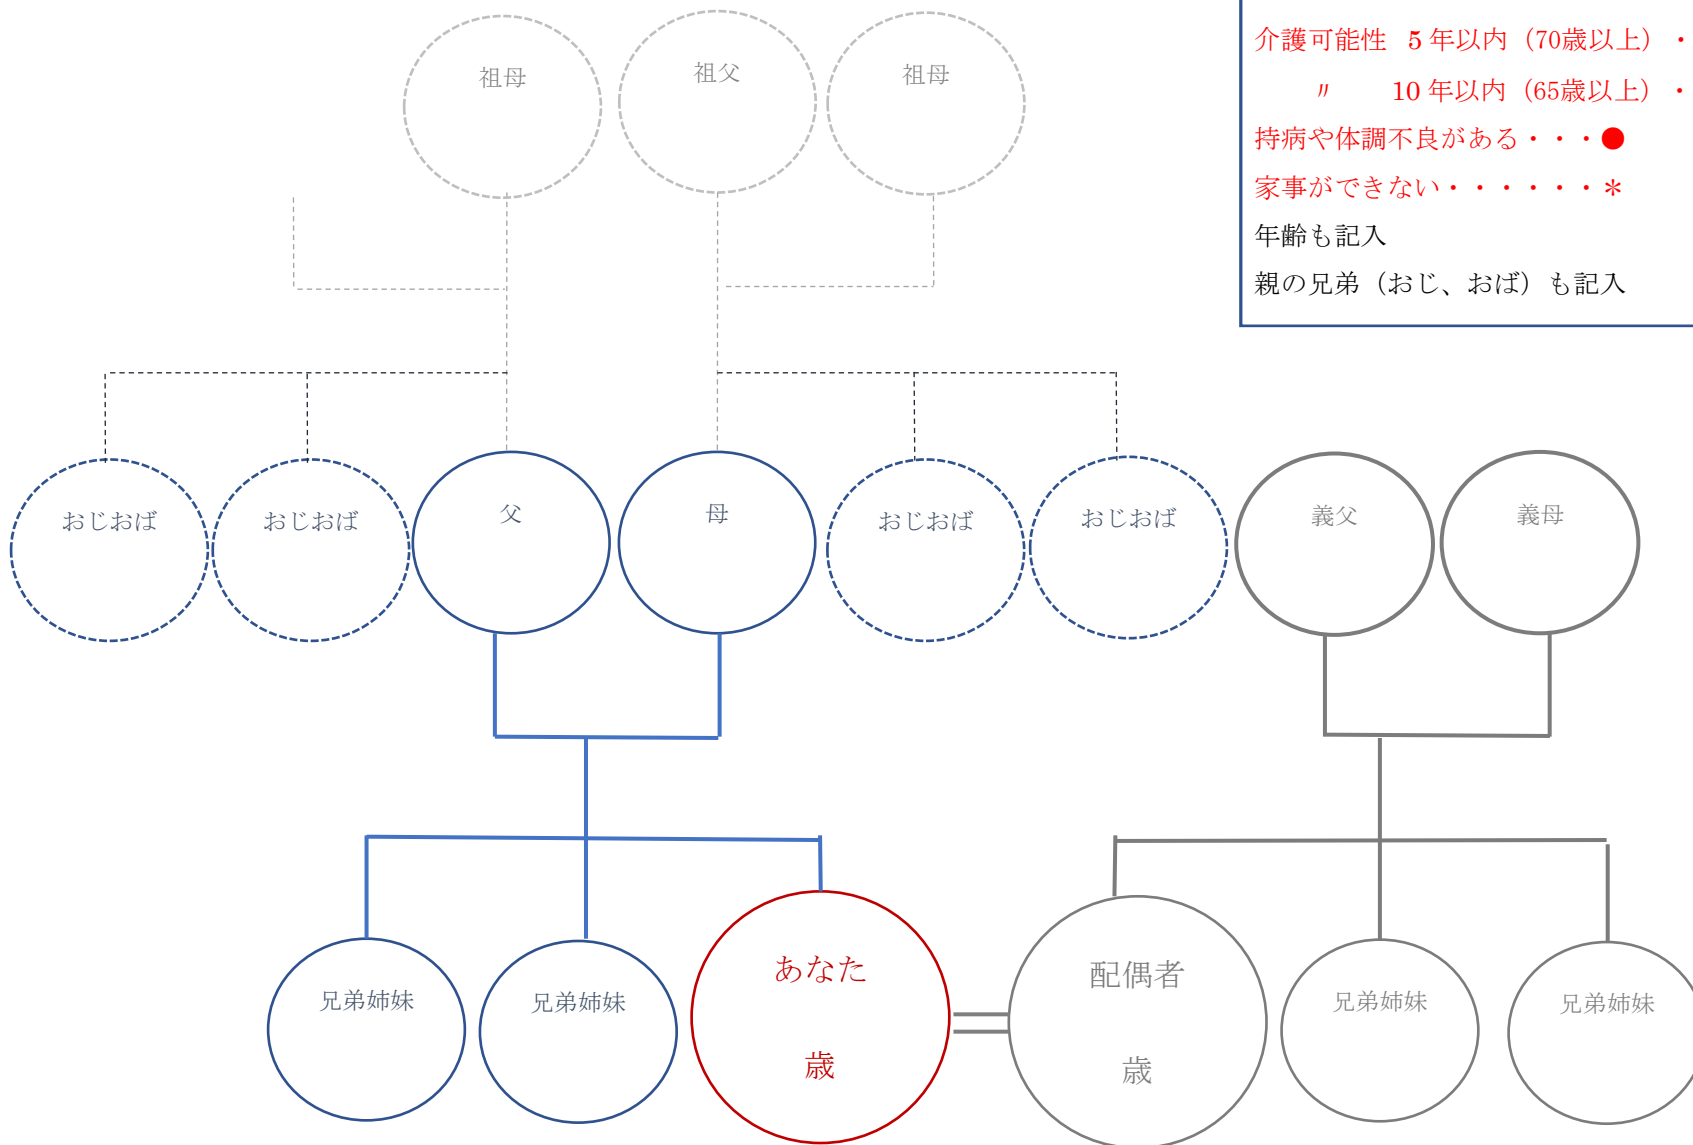 祖母
祖父
祖母
介護可能性 5年以内（70歳以上）・
〃 10年以内（65歳以上）・
持病や体調不良がある・・・●
家事ができない・・・・・・＊
年齢も記入
親の兄弟（おじ、おば）も記入
おじおば
おじおば
父
母
おじおば
おじおば
義父
義母
兄弟姉妹
兄弟姉妹
あなた
歳
配偶者
歳
兄弟姉妹
兄弟姉妹